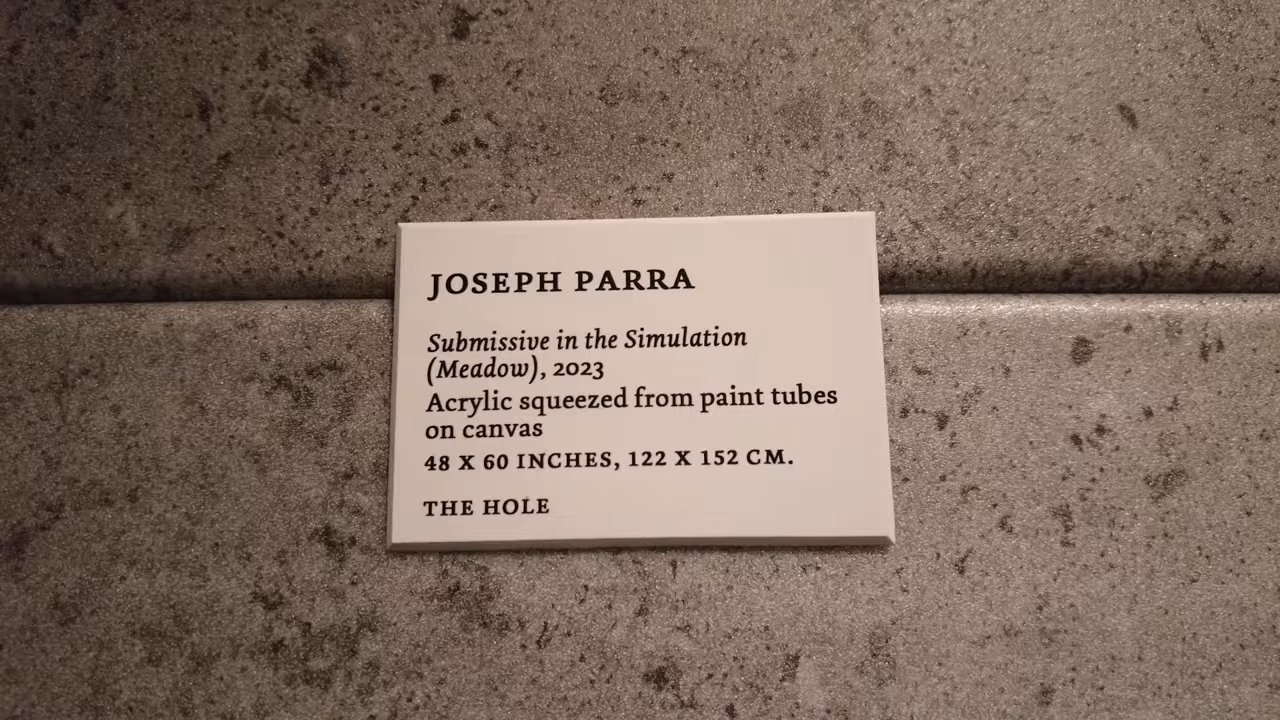 JOSEPH PARRA
Submissive in the Simulation
(Meadow), 2023
Acrylic squeezed from paint tubes
on canvas
48 X 60 INCHES, 122 X 152 CM.
THE HOLE